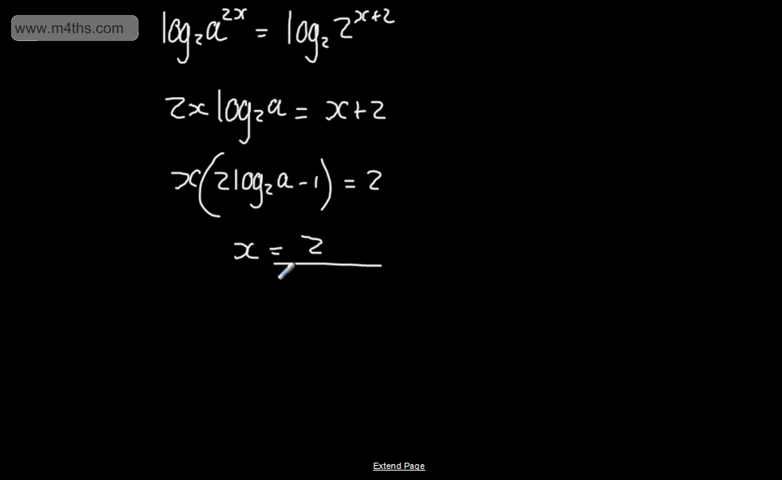 www.m4ths.com
log₂a²ˣ = log₂2ˣ⁺²
2x log₂a = x+2
x(2log₂a - 1) = 2
x = 2
Extend Page